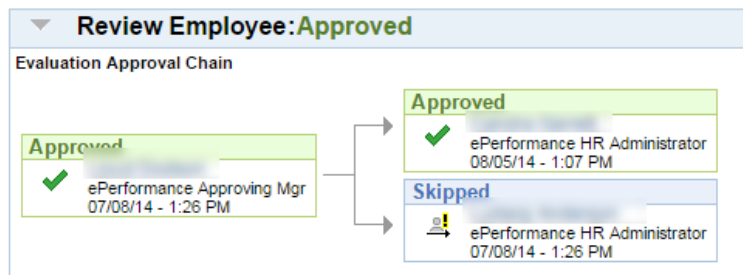 Review Employee:Approved
Evaluation Approval Chain
Approved
ePerformance Approving Mgr
07/08/14 - 1:26 PM
Approved
ePerformance HR Administrator
08/05/14 - 1:07 PM
Skipped
ePerformance HR Administrator
07/08/14 - 1:26 PM